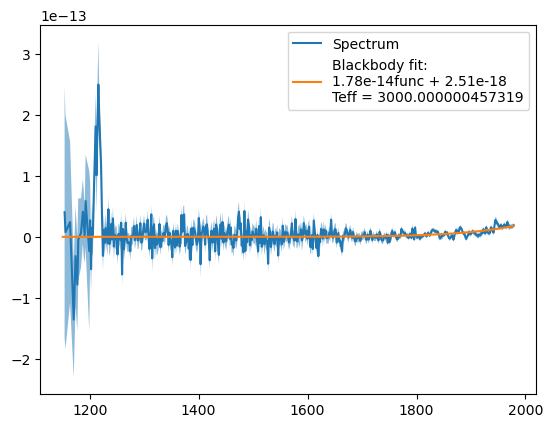 1e−13
3
2
1
0
−1
−2
1200
1400
1600
1800
2000
Spectrum
Blackbody fit:
1.78e-14func + 2.51e-18
Teff = 3000.000000457319